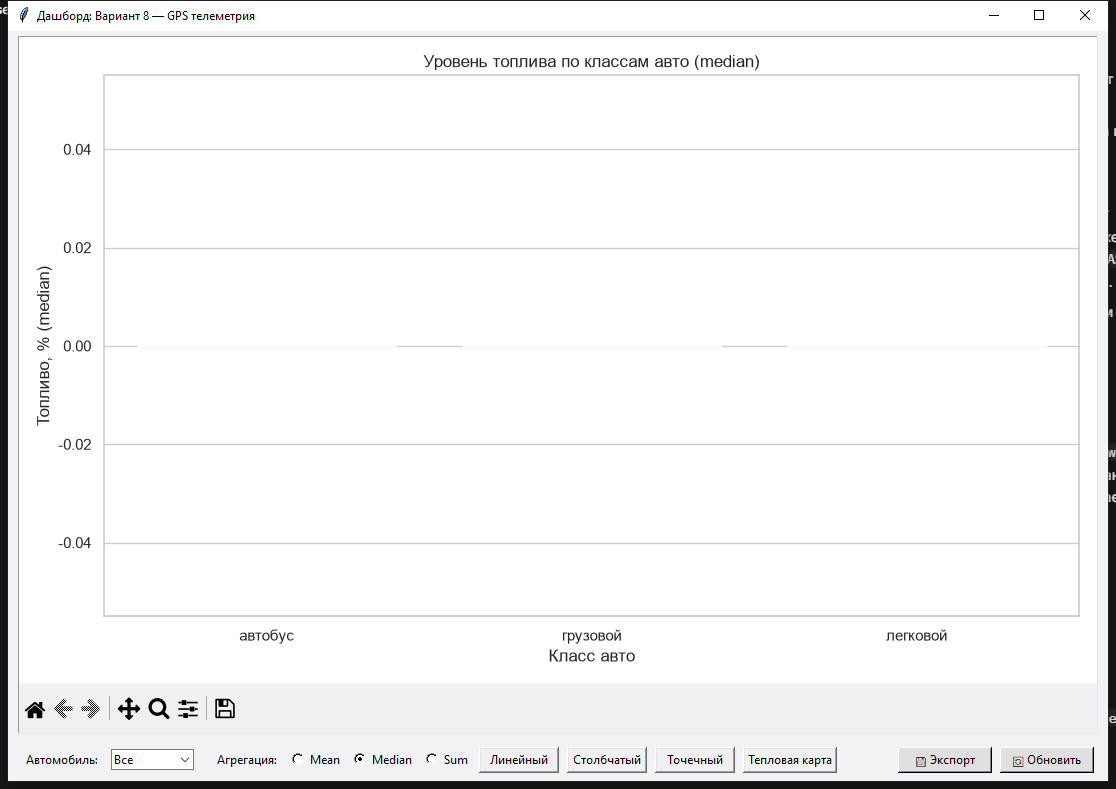 Дашборд: Вариант 8 — GPS телеметрия
Уровень топлива по классам авто (median)
0.04
0.02
0.00
-0.02
-0.04
Топливо, % (median)
автобус грузовой легковой
Класс авто
Автомобиль: Все Агрегация: Mean Median Sum Линейный Столбчатый Точечный Тепловая карта Экспорт Обновить